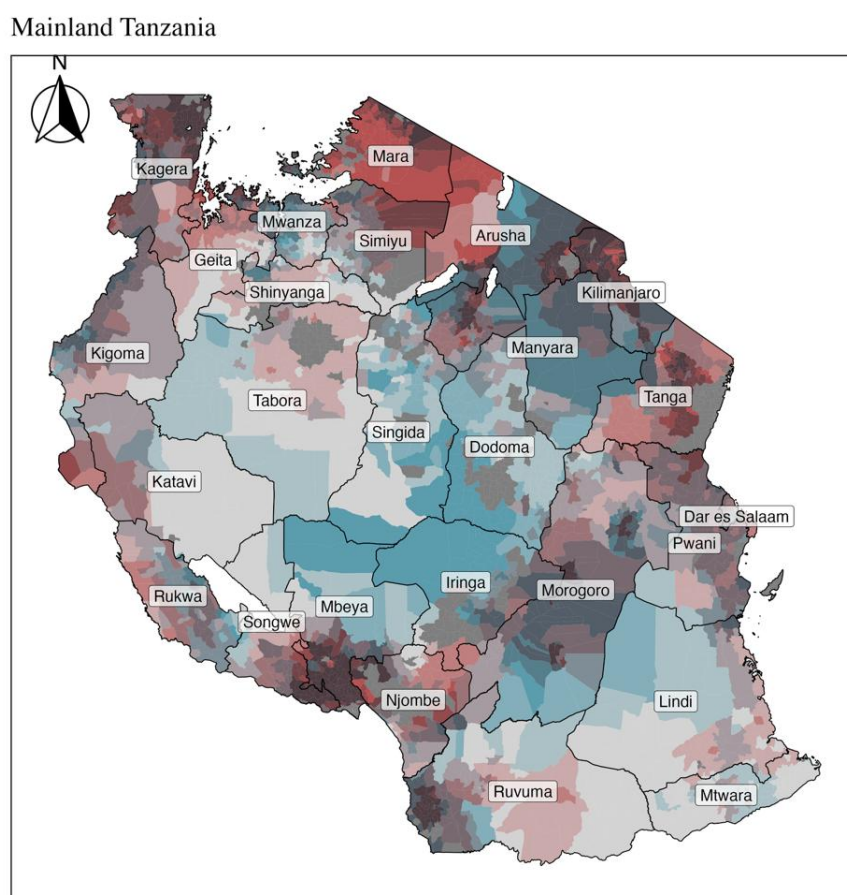 Mainland Tanzania
N
Kagera
Mara
Mwanza
Simiyu
Arusha
Geita
Shinyanga
Kilimanjaro
Kigoma
Manyara
Tabora
Tanga
Singida
Dodoma
Katavi
Dar es Salaam
Pwani
Rukwa
Iringa
Morogoro
Mbeya
Songwe
Njombe
Lindi
Ruvuma
Mtwara